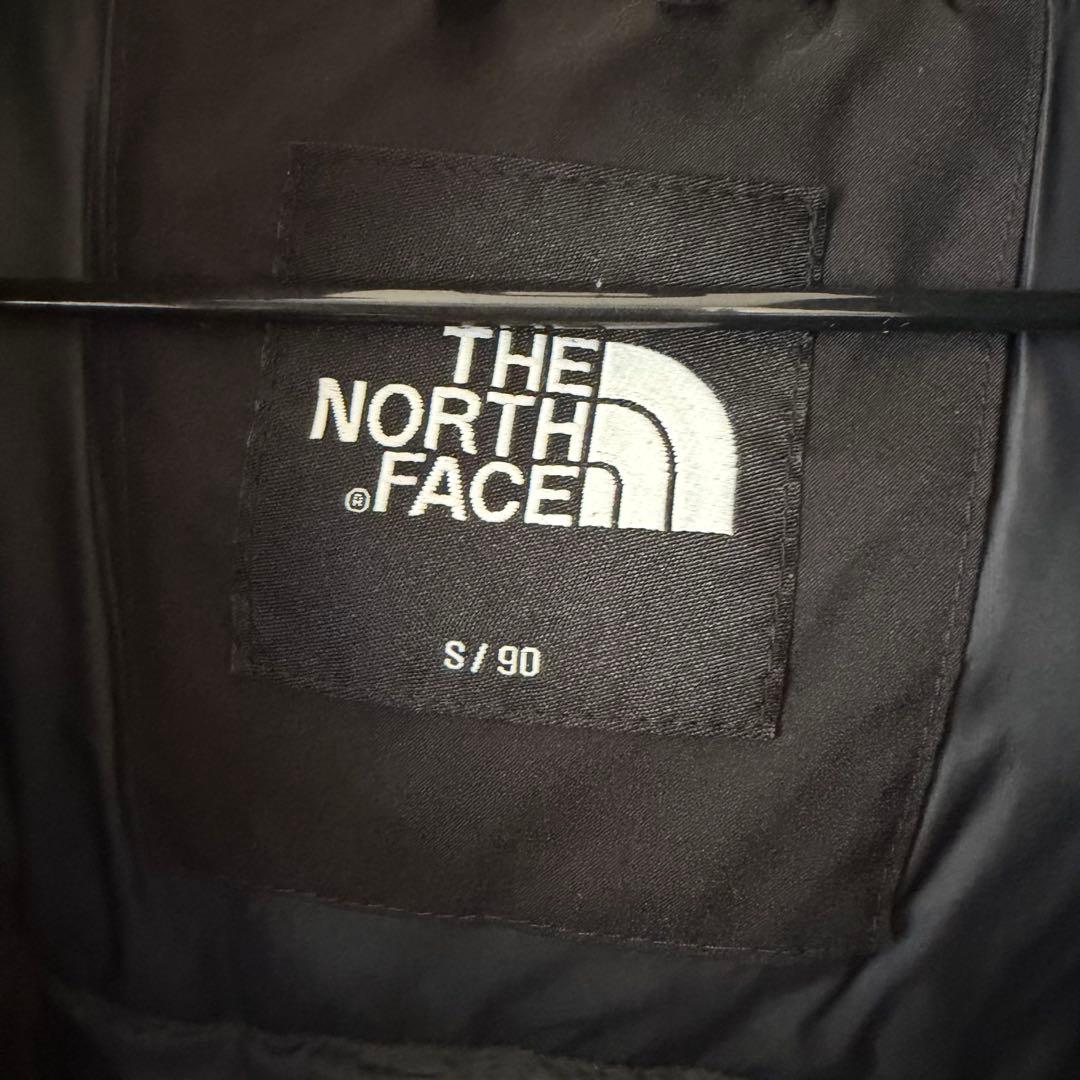 THE
NORTH
®FACE
S / 90